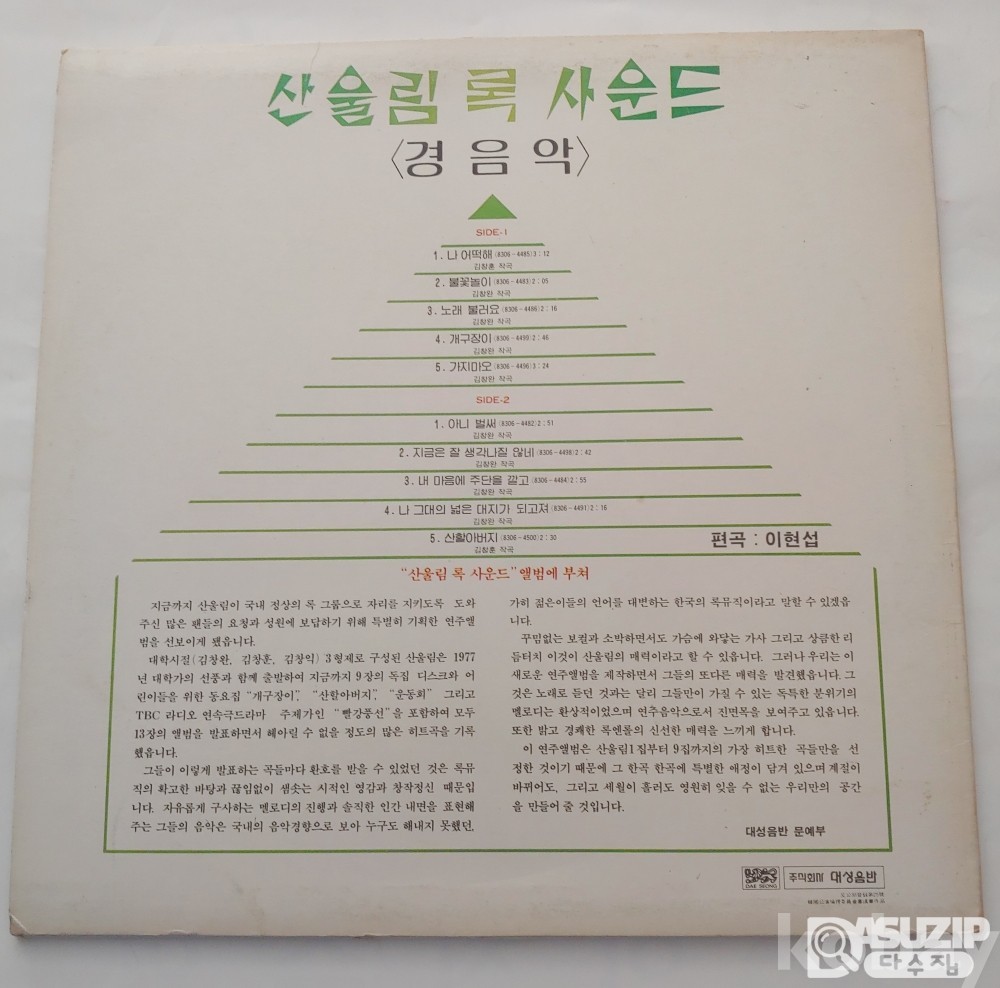 산울림 록 사운드
〈경음악〉
SIDE-1
1. 나 어떡해 (8306-4485) 3:12
김창훈 작곡
2. 불꽃놀이 (8306-4483) 2:05
김창완 작곡
3. 노래 불러요 (8306-4486) 2:16
김창완 작곡
4. 개구장이 (8306-4499) 2:46
김창완 작곡
5. 가지마오 (8306-4496) 3:24
김창완 작곡
SIDE-2
1. 아니 벌써 (8306-4482) 2:51
김창완 작곡
2. 지금은 잘 생각나질 않네 (8306-4498) 2:42
김창완 작곡
3. 내 마음에 주단을 깔고 (8306-4484) 2:55
김창완 작곡
4. 나 그대의 넓은 대지가 되고져 (8306-4491) 2:16
김창완 작곡
5. 산할아버지 (8306-4500) 2:30
김창훈 작곡
편곡 : 이현섭
“산울림 록 사운드” 앨범에 부쳐
지금까지 산울림이 국내 정상의 록 그룹으로 자리를 지키도록 도와
주신 많은 팬들의 요청과 성원에 보답하기 위해 특별히 기획한 연주앨
범을 선보이게 됐읍니다.
대학시절(김창완, 김창훈, 김창익) 3형제로 구성된 산울림은 1977
년 대학가의 선풍과 함께 출발하여 지금까지 9장의 독집 디스크와 어
린이들을 위한 동요집 “개구장이”, “산할아버지”, “운동회” 그리고
TBC 라디오 연속극드라마 주제가인 “빨강풍선”을 포함하여 모두
13장의 앨범을 발표하면서 해아릴 수 없을 정도의 많은 히트곡을 기록
했읍니다.
그들이 이렇게 발표하는 곡들마다 환호를 받을 수 있었던 것은 록뮤
직의 확고한 바탕과 끊임없이 샘솟는 시적인 영감과 창작정신 때문입
니다. 자유롭게 구사하는 멜로디의 진행과 솔직한 인간 내면을 표현해
주는 그들의 음악은 국내의 음악경향으로 보아 누구도 해내지 못했던,
가히 젊은이들의 언어를 대변하는 한국의 록뮤직이라고 말할 수 있겠읍
니다.
꾸밈없는 보컬과 소박하면서도 가슴에 와닿는 가사 그리고 상큼한 리
듬터치 이것이 산울림의 매력이라고 할 수 있읍니다. 그러나 우리는 이
새로운 연주앨범을 제작하면서 그들의 또다른 매력을 발견했읍니다. 그
것은 노래로 듣던 것과는 달리 그들만이 가질 수 있는 독특한 분위기의
멜로디는 환상적이었으며 연주음악으로서 진면목을 보여주고 있읍니다.
또한 밝고 경쾌한 록엔롤의 신선한 매력을 느끼게 합니다.
이 연주앨범은 산울림1집부터 9집까지의 가장 히트한 곡들만을 선
정한 것이기 때문에 그 한곡 한곡에 특별한 애정이 담겨 있으며 계절이
바뀌어도, 그리고 세월이 흘러도 영원히 잊을 수 없는 우리만의 공간
을 만들어 줄 것입니다.
대성음반 문예부
DAE SEONG
주식회사 대성음반
ASUZIP
다수집